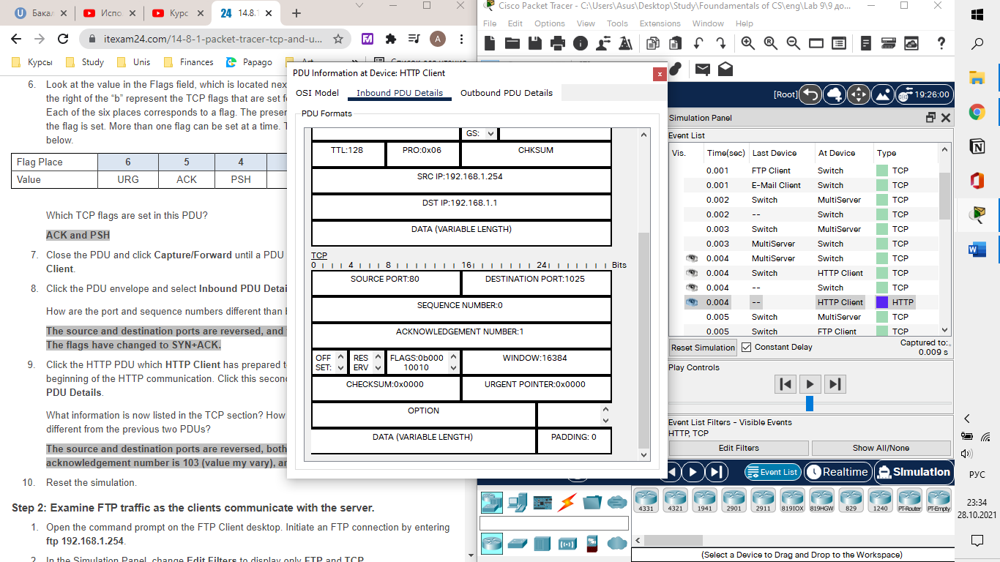 Бакал
Испо.
Курс
14.8.1
itexam24.com/14-8-1-packet-tracer-tcp-and-u...
A
Курсы
Study
Unis
Finances
Papago
6. Look at the value in the Flags field, which is located nex
the right of the “b” represent the TCP flags that are set f
Each of the six places corresponds to a flag. The presen
the flag is set. More than one flag can be set at a time. T
below.
Flag Place 6 5 4
Value URG ACK PSH
Which TCP flags are set in this PDU?
ACK and PSH
7. Close the PDU and click Capture/Forward until a PDU
Client.
8. Click the PDU envelope and select Inbound PDU Detai
How are the port and sequence numbers different than b
The source and destination ports are reversed, and
The flags have changed to SYN+ACK.
9. Click the HTTP PDU which HTTP Client has prepared t
beginning of the HTTP communication. Click this second
PDU Details.
What information is now listed in the TCP section? How
different from the previous two PDUs?
The source and destination ports are reversed, both
acknowledgement number is 103 (value my vary), an
10. Reset the simulation.
Step 2: Examine FTP traffic as the clients communicate with the server.
1. Open the command prompt on the FTP Client desktop. Initiate an FTP connection by entering
ftp 192.168.1.254.
2. In the Simulation Panel, change Edit Filters to display only FTP and TCP.
PDU Information at Device: HTTP Client
x
OSI Model Inbound PDU Details Outbound PDU Details
PDU Formats
GS:
TTL:128 PRO:0x06 CHKSUM
SRC IP:192.168.1.254
DST IP:192.168.1.1
DATA (VARIABLE LENGTH)
TCP
0 4 8 16 24 Bits
SOURCE PORT:80 DESTINATION PORT:1025
SEQUENCE NUMBER:0
ACKNOWLEDGEMENT NUMBER:1
OFF RES FLAGS:0b000 WINDOW:16384
SET: ERV 10010
CHECKSUM:0x0000 URGENT POINTER:0x0000
OPTION
DATA (VARIABLE LENGTH) PADDING: 0
Cisco Packet Tracer - C:\Users\Asus\Desktop\Study\Foundamentals of CS\eng\Lab 9\9 до...
File Edit Options View Tools Extensions Window Help
[Root] 19:26:00
Simulation Panel
Event List
Vis. Time(sec) Last Device At Device Type
0.001 FTP Client Switch TCP
0.001 E-Mail Client Switch TCP
0.002 Switch MultiServer TCP
0.002 -- Switch TCP
0.003 Switch MultiServer TCP
0.003 MultiServer Switch TCP
0.004 MultiServer Switch TCP
0.004 Switch HTTP Client TCP
0.004 -- Switch TCP
0.004 -- HTTP Client HTTP
0.005 Switch MultiServer TCP
0.005 Switch FTP Client TCP
Reset Simulation Constant Delay Captured to:
0.009 s
Play Controls
Event List Filters - Visible Events
HTTP, TCP
Edit Filters Show All/None
Event List Realtime Simulation
4331 4321 1941 2901 2911 819IOX 819HGW 829 1240 PT-Router PT-Empty
(Select a Device to Drag and Drop to the Workspace)
РУС
23:34
28.10.2021